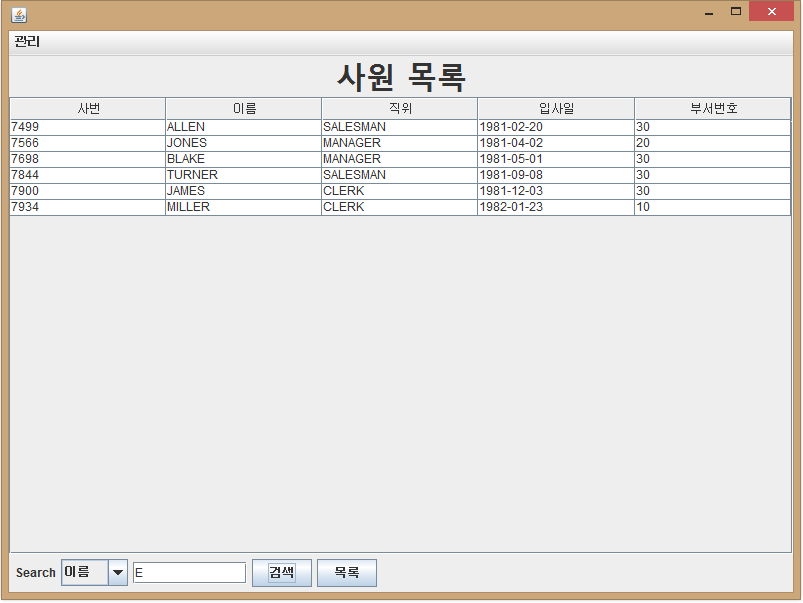 관리
사원 목록
사번 이름 직위 입사일 부서번호
7499 ALLEN SALESMAN 1981-02-20 30
7566 JONES MANAGER 1981-04-02 20
7698 BLAKE MANAGER 1981-05-01 30
7844 TURNER SALESMAN 1981-09-08 30
7900 JAMES CLERK 1981-12-03 30
7934 MILLER CLERK 1982-01-23 10
Search 이름 E 검색 목록